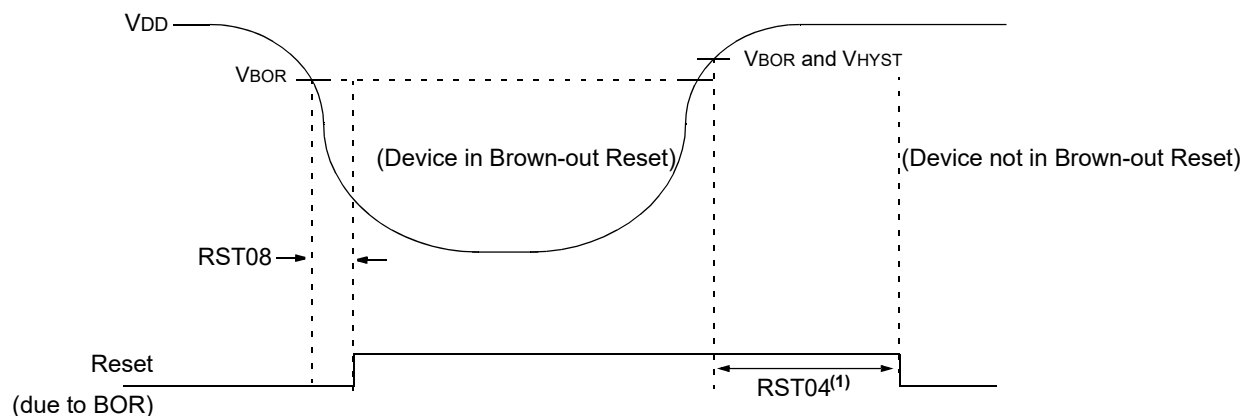 VDD
VBOR and VHYST
VBOR
(Device in Brown-out Reset)
(Device not in Brown-out Reset)
RST08
Reset
(due to BOR)
RST04(1)